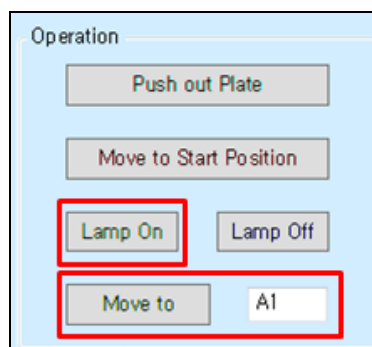 Operation
Push out Plate
Move to Start Position
Lamp On Lamp Off
Move to A1